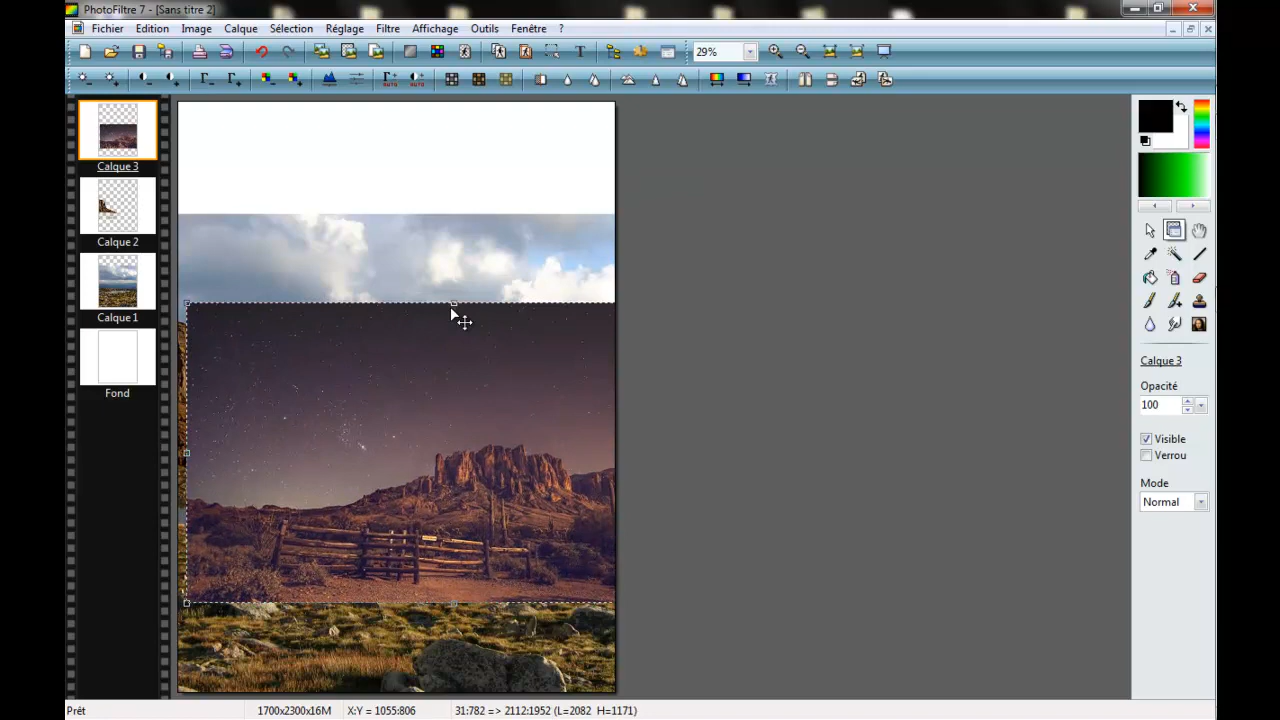 PhotoFiltre 7 - [Sans titre 2]
Fichier Edition Image Calque Sélection Réglage Filtre Affichage Outils Fenêtre ?
29%
AUTO AUTO
Calque 3
Calque 2
Calque 1
Fond
Calque 3
Opacité
100
Visible
Verrou
Mode
Normal
Prêt 1700x2300x16M X:Y = 1055:806 31:782 => 2112:1952 (L=2082 H=1171)